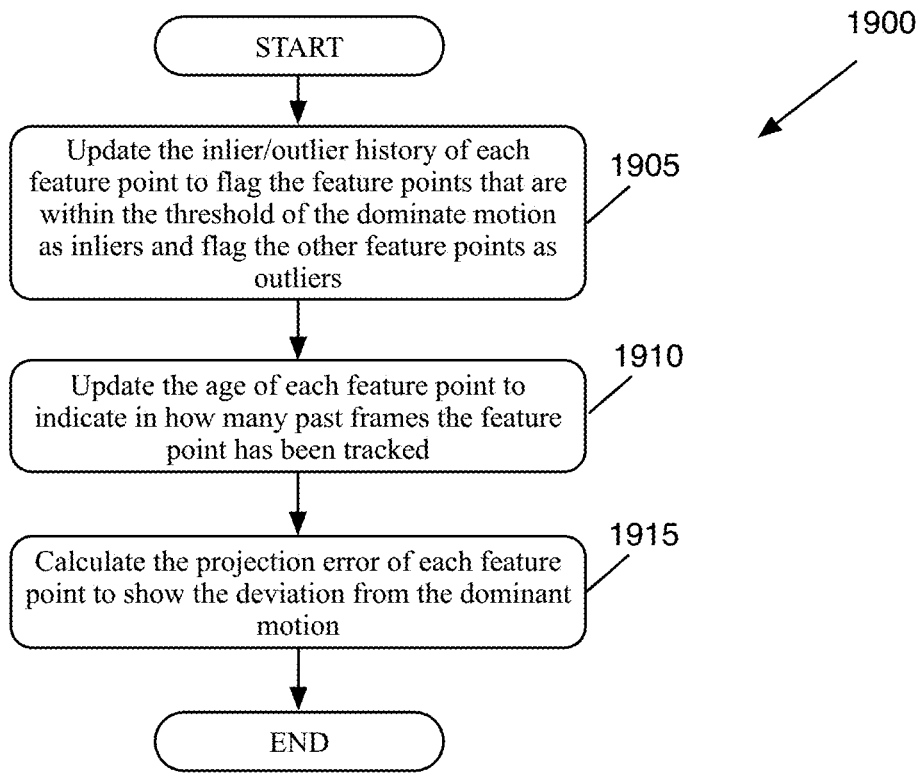 START
1900
Update the inlier/outlier history of each
feature point to flag the feature points that are
within the threshold of the dominate motion
as inliers and flag the other feature points as
outliers
1905
Update the age of each feature point to
indicate in how many past frames the feature
point has been tracked
1910
Calculate the projection error of each feature
point to show the deviation from the dominant
motion
1915
END